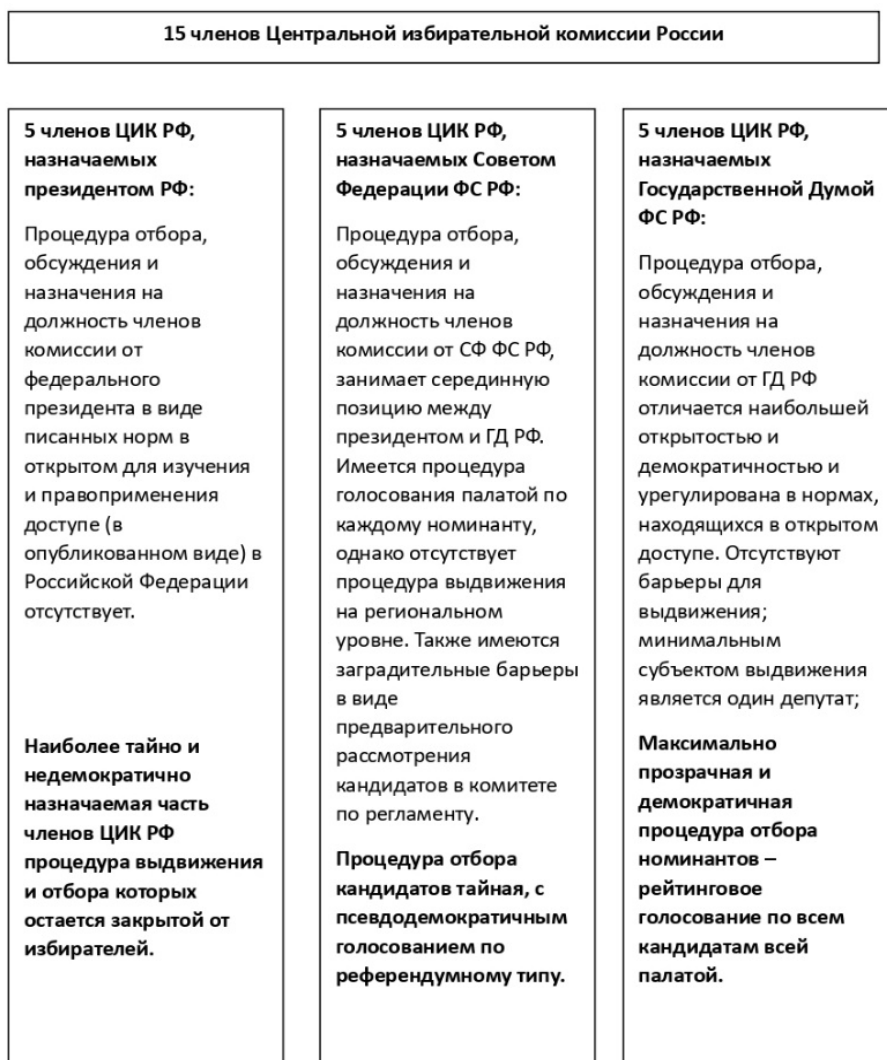 15 членов Центральной избирательной комиссии России
5 членов ЦИК РФ,
назначаемых
президентом РФ:
Процедура отбора,
обсуждения и
назначения на
должность членов
комиссии от
федерального
президента в виде
писанных норм в
открытом для изучения
и правоприменения
доступе (в
опубликованном виде) в
Российской Федерации
отсутствует.
Наиболее тайно и
недемократично
назначаемая часть
членов ЦИК РФ
процедура выдвижения
и отбора которых
остается закрытой от
избирателей.
5 членов ЦИК РФ,
назначаемых Советом
Федерации ФС РФ:
Процедура отбора,
обсуждения и
назначения на
должность членов
комиссии от СФ ФС РФ,
занимает серединную
позицию между
президентом и ГД РФ.
Имеется процедура
голосования палатой по
каждому номинанту,
однако отсутствует
процедура выдвижения
на региональном
уровне. Также имеются
заградительные барьеры
в виде
предварительного
рассмотрения
кандидатов в комитете
по регламенту.
Процедура отбора
кандидатов тайная, с
псевдодемократичным
голосованием по
референдумному типу.
5 членов ЦИК РФ,
назначаемых
Государственной Думой
ФС РФ:
Процедура отбора,
обсуждения и
назначения на
должность членов
комиссии от ГД РФ
отличается наибольшей
открытостью и
демократичностью и
урегулирована в нормах,
находящихся в открытом
доступе. Отсутствуют
барьеры для
выдвижения;
минимальным
субъектом выдвижения
является один депутат;
Максимально
прозрачная и
демократичная
процедура отбора
номинантов –
рейтинговое
голосование по всем
кандидатам всей
палатой.